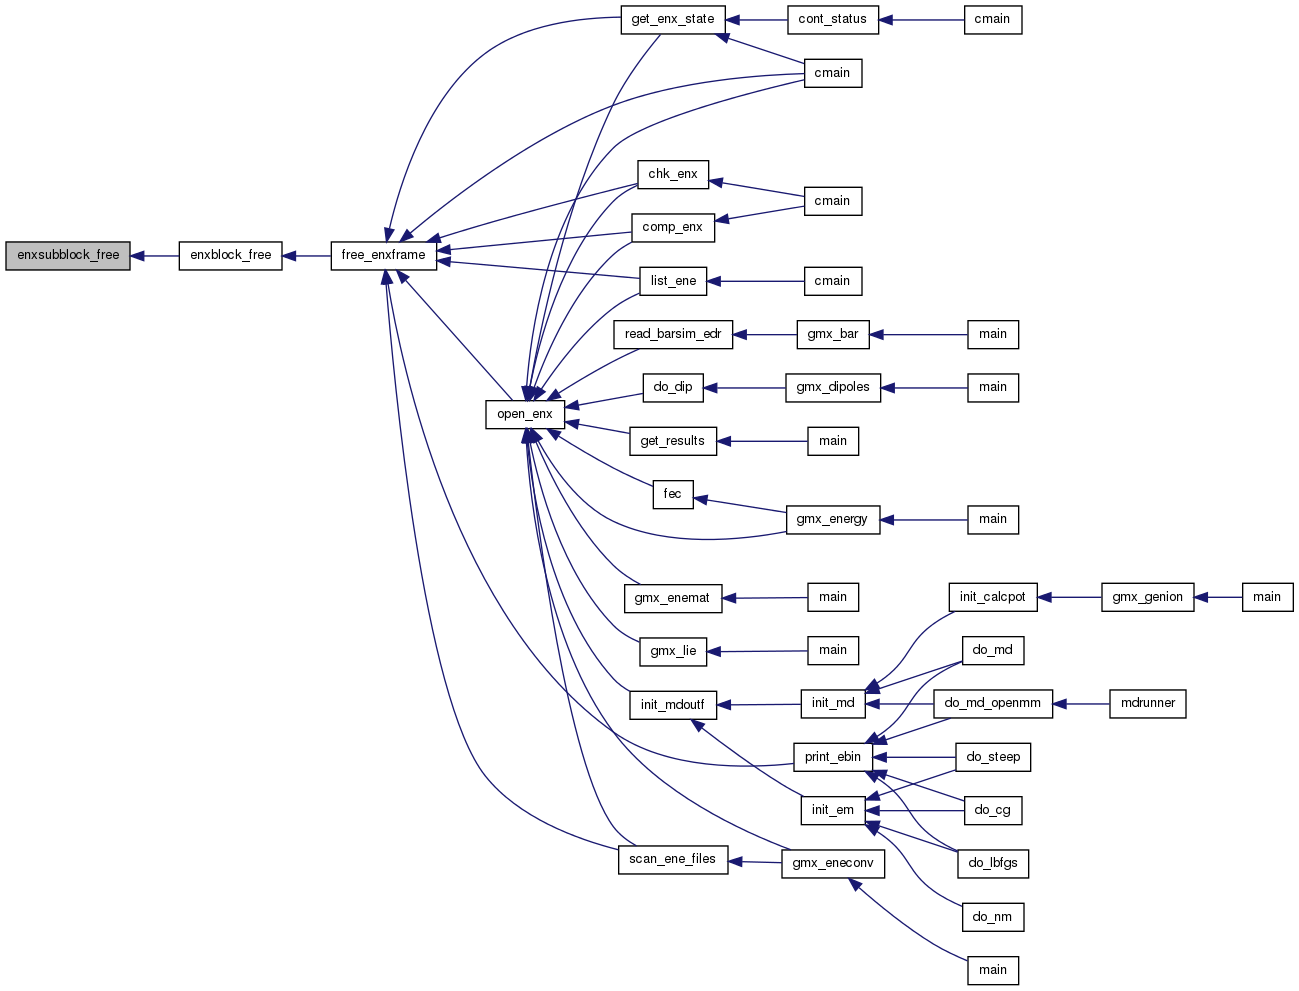 get_enx_state
cont_status
cmain
cmain
chk_enx
cmain
comp_enx
enxsubblock_free
enxblock_free
free_enxframe
list_ene
cmain
read_barsim_edr
gmx_bar
main
do_dip
gmx_dipoles
main
open_enx
get_results
main
fec
gmx_energy
main
gmx_enemat
main
init_calcpot
gmx_genion
main
gmx_lie
main
do_md
init_mdoutf
init_md
do_md_openmm
mdrunner
print_ebin
do_steep
init_em
do_cg
scan_ene_files
gmx_eneconv
do_lbfgs
do_nm
main